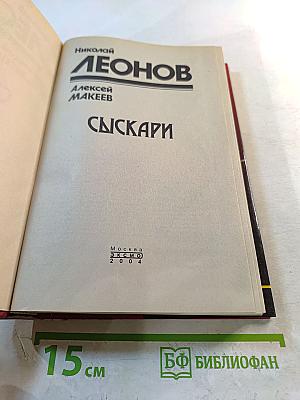 Николай
ЛЕОНОВ
Алексей
МАКЕЕВ
СЫСКАРИ
Москва
ЭКСМО
2004
15 см
БФ БИБЛИОФАН